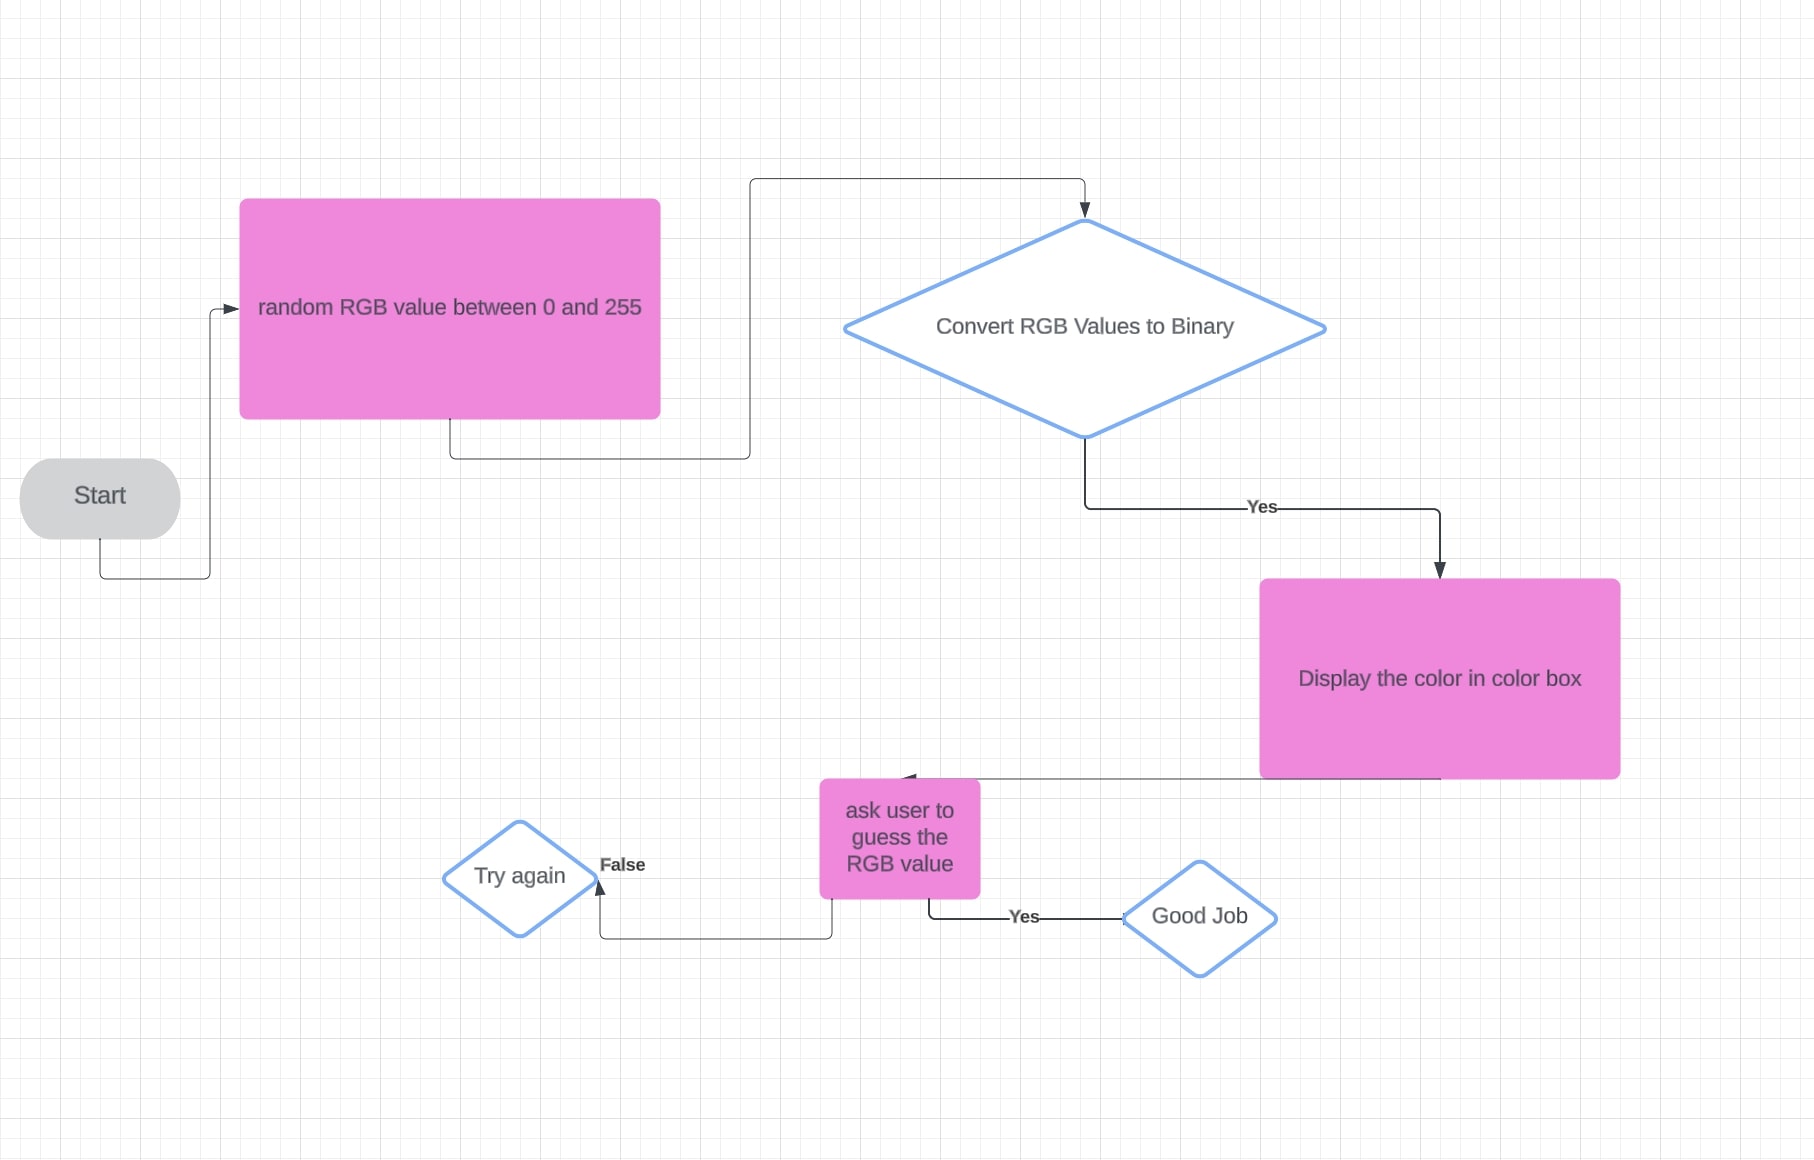 Start
random RGB value between 0 and 255
Convert RGB Values to Binary
Yes
Display the color in color box
ask user to
guess the
RGB value
False
Try again
Yes
Good Job